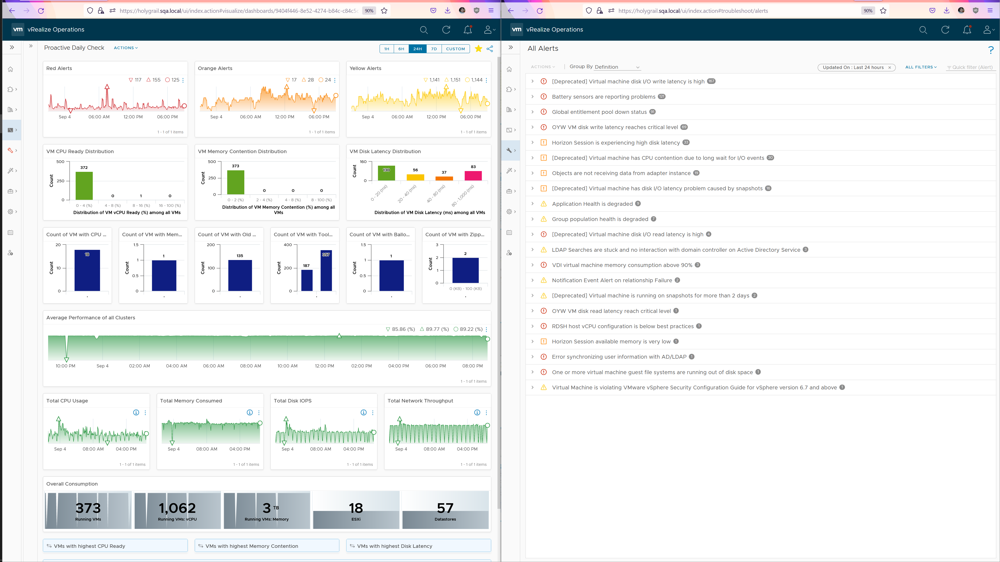 https://holygrail.sqa.local/ui/index.action#visualize/dashboards/9404f446-8e52-4274-b84c-c84c5c
90%
vm vRealize Operations
Proactive Daily Check
ACTIONS
1H 6H 24H 7D CUSTOM
Red Alerts
117 155 125
Sep 4 06:00 AM 12:00 PM 06:00 PM
1 - 1 of 1 items
Orange Alerts
17 28 24
Sep 4 06:00 AM 12:00 PM 06:00 PM
1 - 1 of 1 items
Yellow Alerts
1,141 1,151 1,144
Sep 4 06:00 AM 12:00 PM 06:00 PM
1 - 1 of 1 items
VM CPU Ready Distribution
Count
500
250
0
372 0 1 0
0 - 4 (%) 4 - 8 (%) 8 - 16 (%) 16 - 100 (%)
Distribution of VM vCPU Ready (%) among all VMs
VM Memory Contention Distribution
Count
500
250
0
373 0 0 0
0 - 2 (%) 2 - 4 (%) 4 - 8 (%) 8 - 100 (%)
Distribution of VM Memory Contention (%) among all
VMs
VM Disk Latency Distribution
Count
160
0
130 56 37 83
0 - 20 (ms) 20 - 40 (ms) 40 - 80 (ms) 80 - 1,000 (ms)
Distribution of VM Disk Latency (ms) among all VMs
Count of VM with CPU ...
Count
20
10
0
18
.
Count of VM with Mem...
Count
1.5
1
0.5
0
1
.
Count of VM with Old ...
Count
200
100
0
135
.
Count of VM with Tool...
Count
400
200
0
187 357
.
Count of VM with Ballo...
Count
1.5
1
0.5
0
1
.
Count of VM with Zipp...
Count
3
2
1
0
2
0 (KB) - 100 (KB)
.
Average Performance of all Clusters
85.86 (%) 89.77 (%) 89.22 (%)
10:00 PM Sep 4 02:00 AM 04:00 AM 06:00 AM 08:00 AM 10:00 AM 12:00 PM 02:00 PM 04:00 PM 06:00 PM 08:00 PM
1 - 1 of 1 items
Total CPU Usage
Sep 4 08:00 AM 04:00 PM
1 - 1 of 1 items
Total Memory Consumed
Sep 4 08:00 AM 04:00 PM
1 - 1 of 1 items
Total Disk IOPS
Sep 4 08:00 AM 04:00 PM
1 - 1 of 1 items
Total Network Throughput
Sep 4 08:00 AM 04:00 PM
1 - 1 of 1 items
Overall Consumption
373
Running VMs
1,062
Running VMs: vCPU
3 TB
Running VMs: Memory
18
ESXi
57
Datastores
VMs with highest CPU Ready
VMs with highest Memory Contention
VMs with highest Disk Latency
https://holygrail.sqa.local/ui/index.action#troubleshoot/alerts
90%
vm vRealize Operations
All Alerts
?
ACTIONS
Group By Definition
Updated On : Last 24 hours ×
ALL FILTERS
Quick filter (Alert)
[Deprecated] Virtual machine disk I/O write latency is high 167
Battery sensors are reporting problems 121
Global entitlement pool down status 91
OYW VM disk write latency reaches critical level 69
Horizon Session is experiencing high disk latency 33
[Deprecated] Virtual machine has CPU contention due to long wait for I/O events 30
Objects are not receiving data from adapter instance 19
[Deprecated] Virtual machine has disk I/O latency problem caused by snapshots 16
Application Health is degraded 9
Group population health is degraded 7
[Deprecated] Virtual machine disk I/O read latency is high 4
LDAP Searches are stuck and no interaction with domain controller on Active Directory Service 3
VDI virtual machine memory consumption above 90% 3
Notification Event Alert on relationship Failure 2
[Deprecated] Virtual machine is running on snapshots for more than 2 days 2
OYW VM disk read latency reach critical level 1
RDSH host vCPU configuration is below best practices 1
Horizon Session available memory is very low 1
Error synchronizing user information with AD/LDAP 1
One or more virtual machine guest file systems are running out of disk space 1
Virtual Machine is violating VMware vSphere Security Configuration Guide for vSphere version 6.7 and above 1